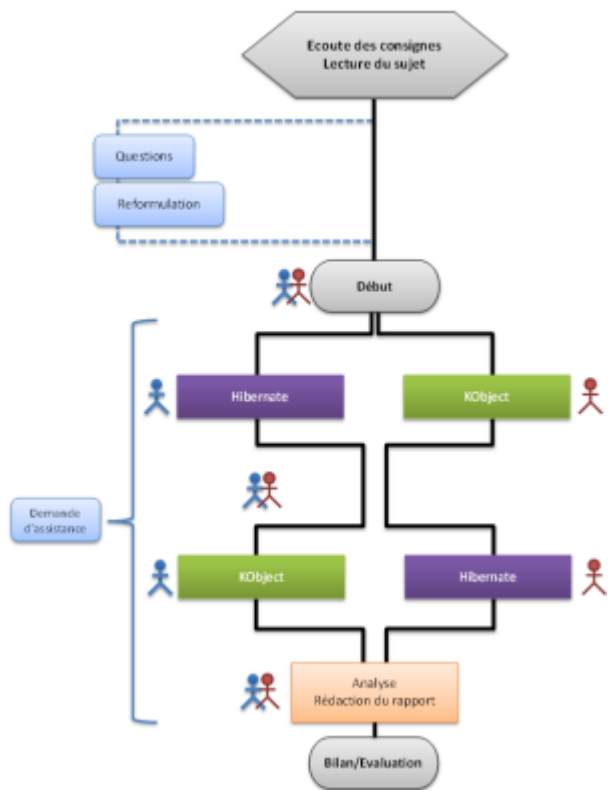 Ecoute des consignes
Lecture du sujet
Questions
Reformulation
Début
Hibernate
KObject
Demande
d'assistance
KObject
Hibernate
Analyse
Rédaction du rapport
Bilan/Evaluation